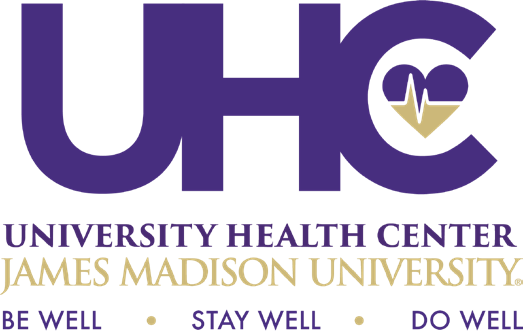 UHC
UNIVERSITY HEALTH CENTER
JAMES MADISON UNIVERSITY®
BE WELL • STAY WELL • DO WELL